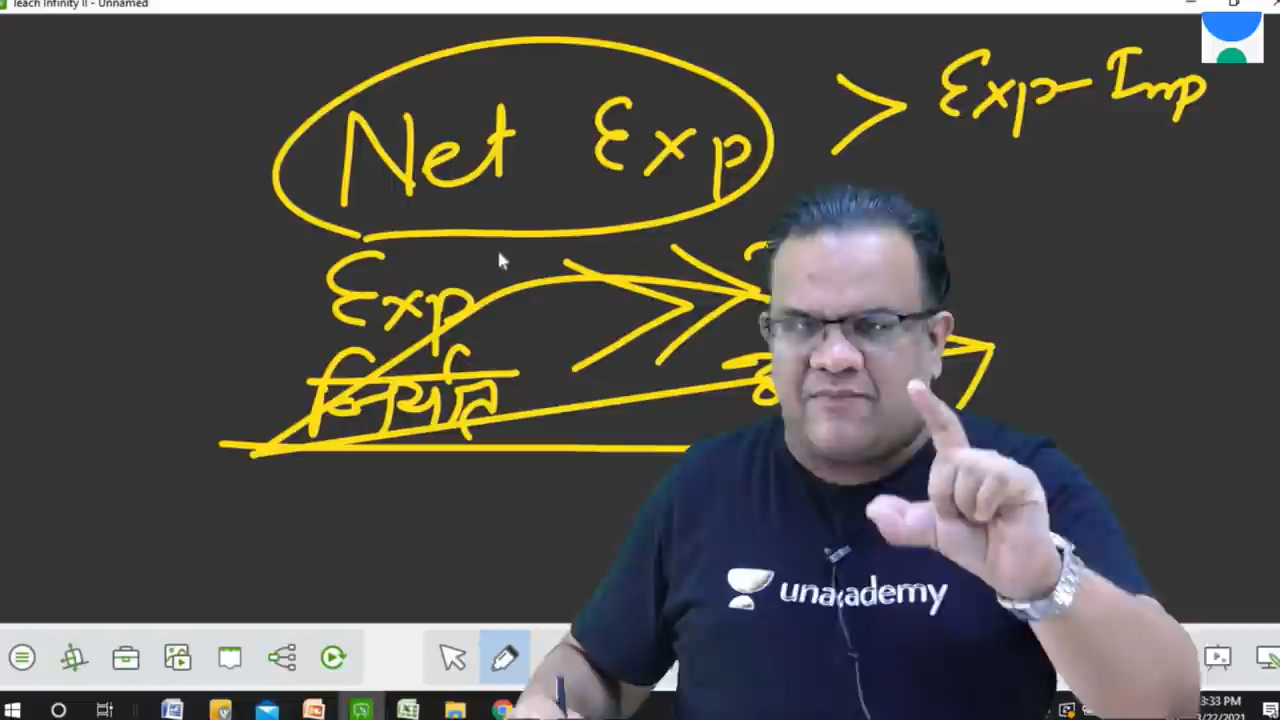 Teach Infinity II - Unnamed
Net Exp > Exp-Imp
Exp
निर्यात
unacademy